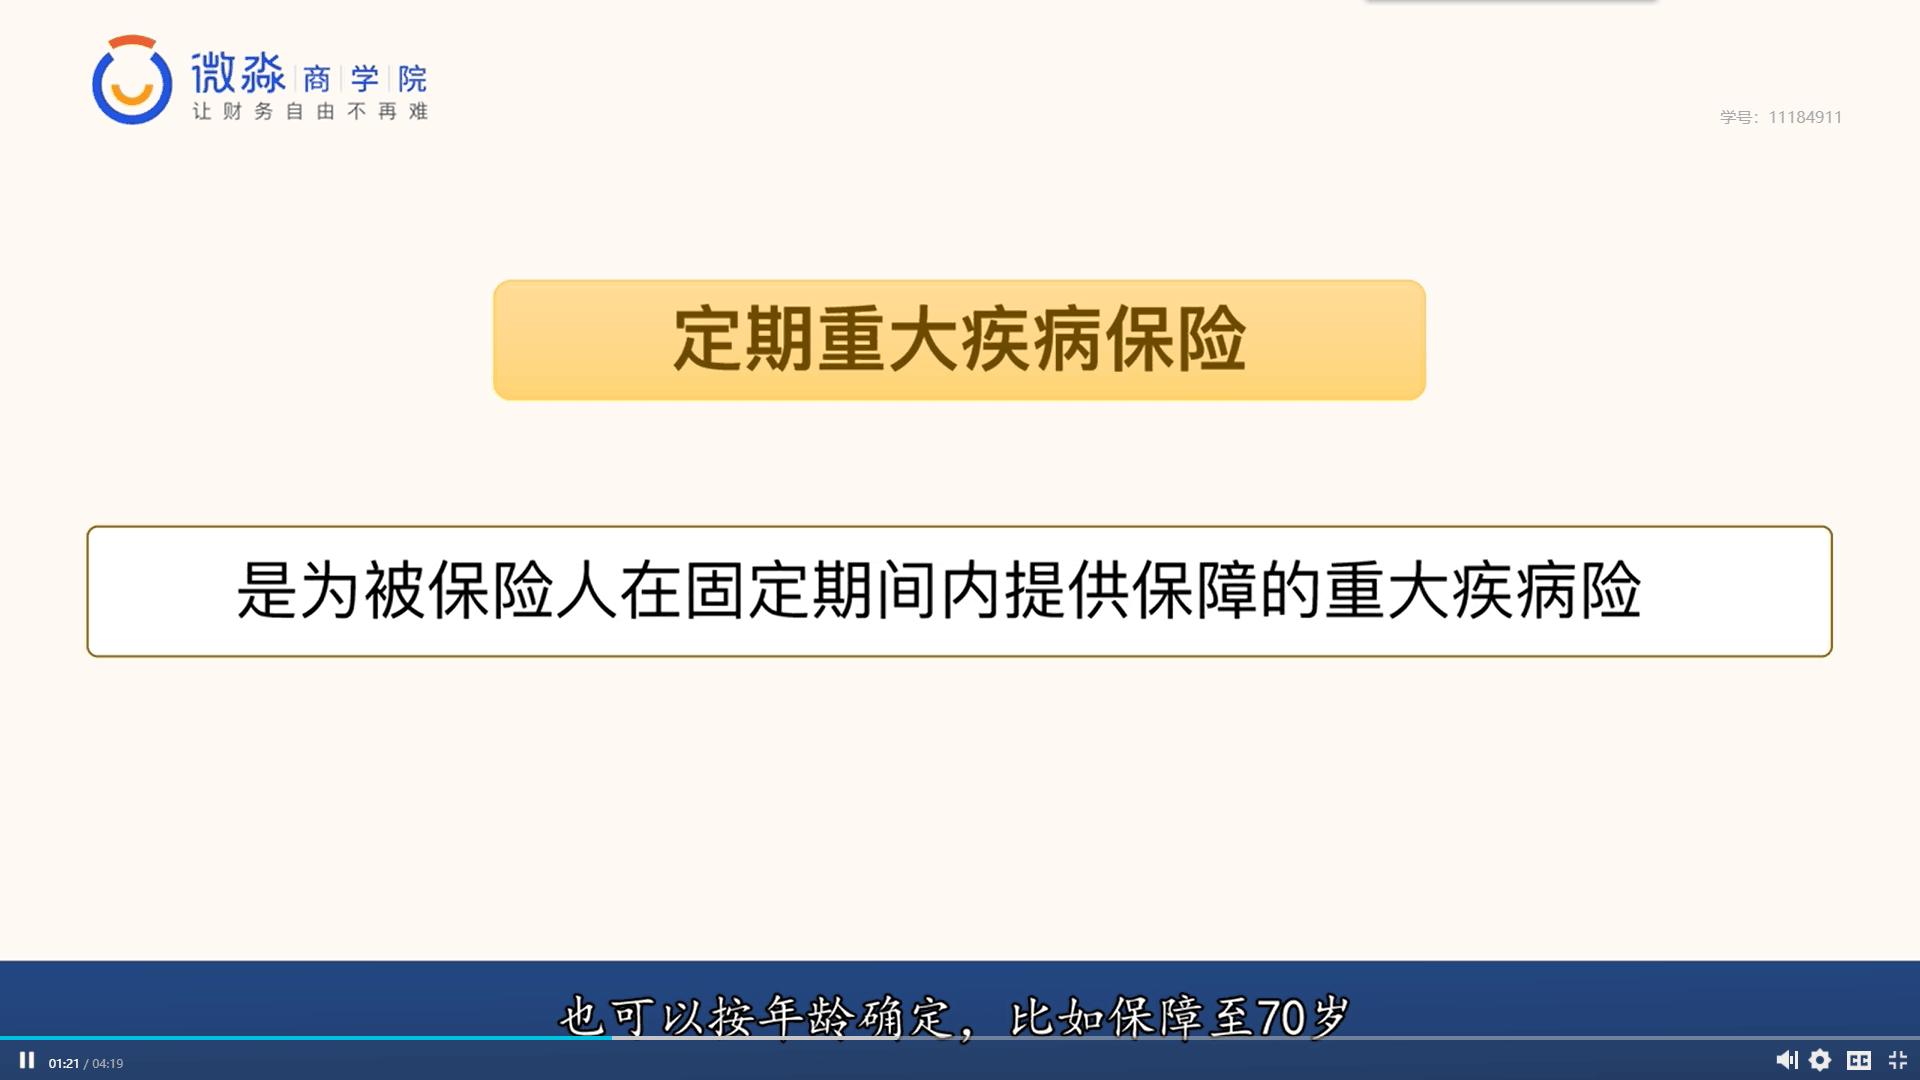 微淼 商 学 院
让财务自由不再难
学号：11184911
定期重大疾病保险
是为被保险人在固定期间内提供保障的重大疾病险
也可以按年龄确定，比如保障至70岁
01:21 / 04:19
CC